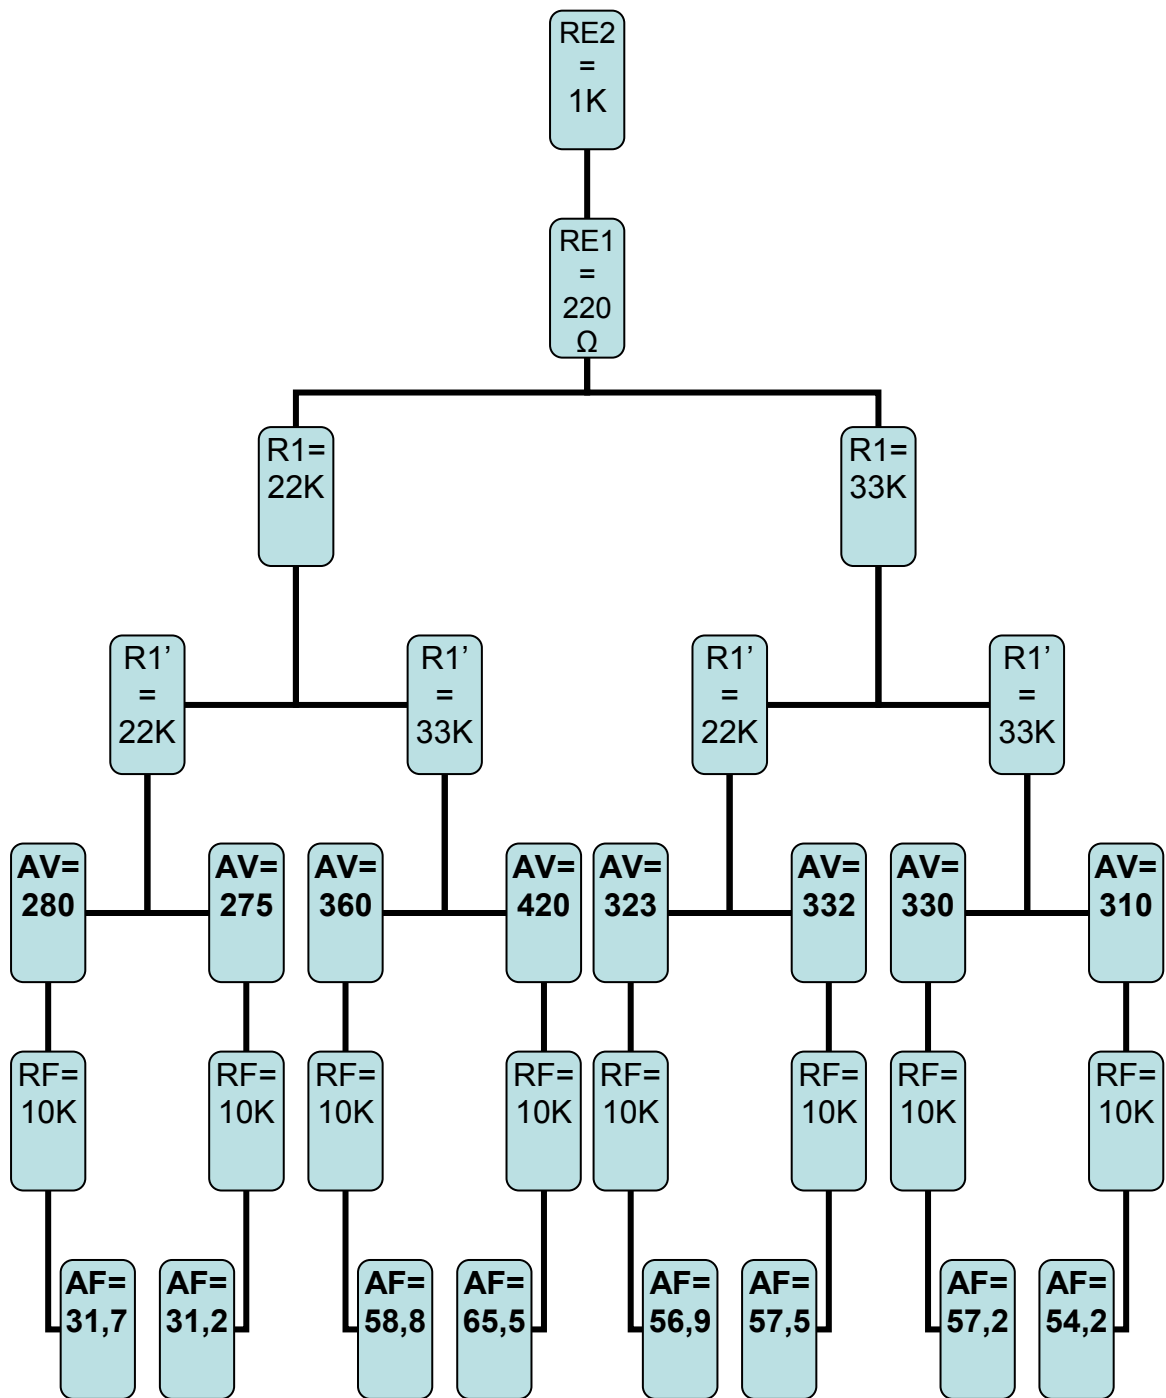 RE2
=
1K
RE1
=
220
Ω
R1=
22K
R1=
33K
R1’
=
22K
R1’
=
33K
R1’
=
22K
R1’
=
33K
AV=
280
AV=
275
AV=
360
AV=
420
AV=
323
AV=
332
AV=
330
AV=
310
RF=
10K
RF=
10K
RF=
10K
RF=
10K
RF=
10K
RF=
10K
RF=
10K
RF=
10K
AF=
31,7
AF=
31,2
AF=
58,8
AF=
65,5
AF=
56,9
AF=
57,5
AF=
57,2
AF=
54,2